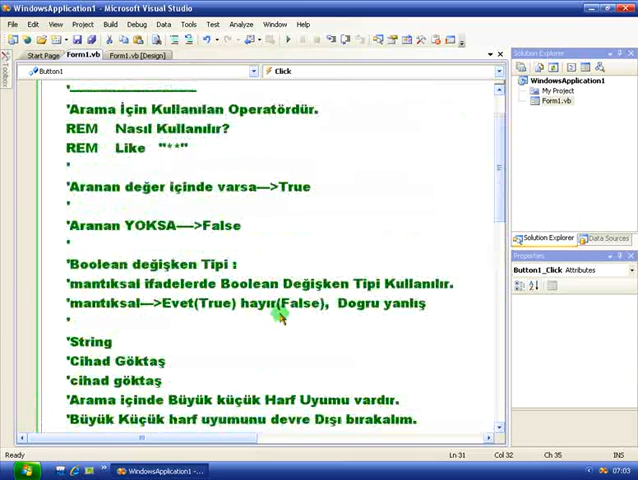 WindowsApplication1 - Microsoft Visual Studio
File Edit View Project Build Debug Data Tools Test Analyze Window Help
Start Page Form1.vb Form1.vb [Design]
Toolbox
Button1 Click
'Arama İçin Kullanılan Operatördür.
REM Nasıl Kullanılır?
REM Like "**"
'
'Aranan değer içinde varsa--->True
'
'Aranan YOKSA---->False
'
'Boolean değişken Tipi :
'mantıksal ifadelerde Boolean Değişken Tipi Kullanılır.
'mantıksal--->Evet(True) hayır(False), Dogru yanlış
'
'String
'Cihad Göktaş
'cihad göktaş
'Arama içinde Büyük küçük Harf Uyumu vardır.
'Büyük Küçük harf uyumunu devre Dışı bırakalım.
Solution Explorer
WindowsApplication1
My Project
Form1.vb
Solution Explorer Data Sources
Properties
Button1_Click Attributes
Ready Ln 31 Col 32 Ch 35 INS
WindowsApplication1 -... 07:03